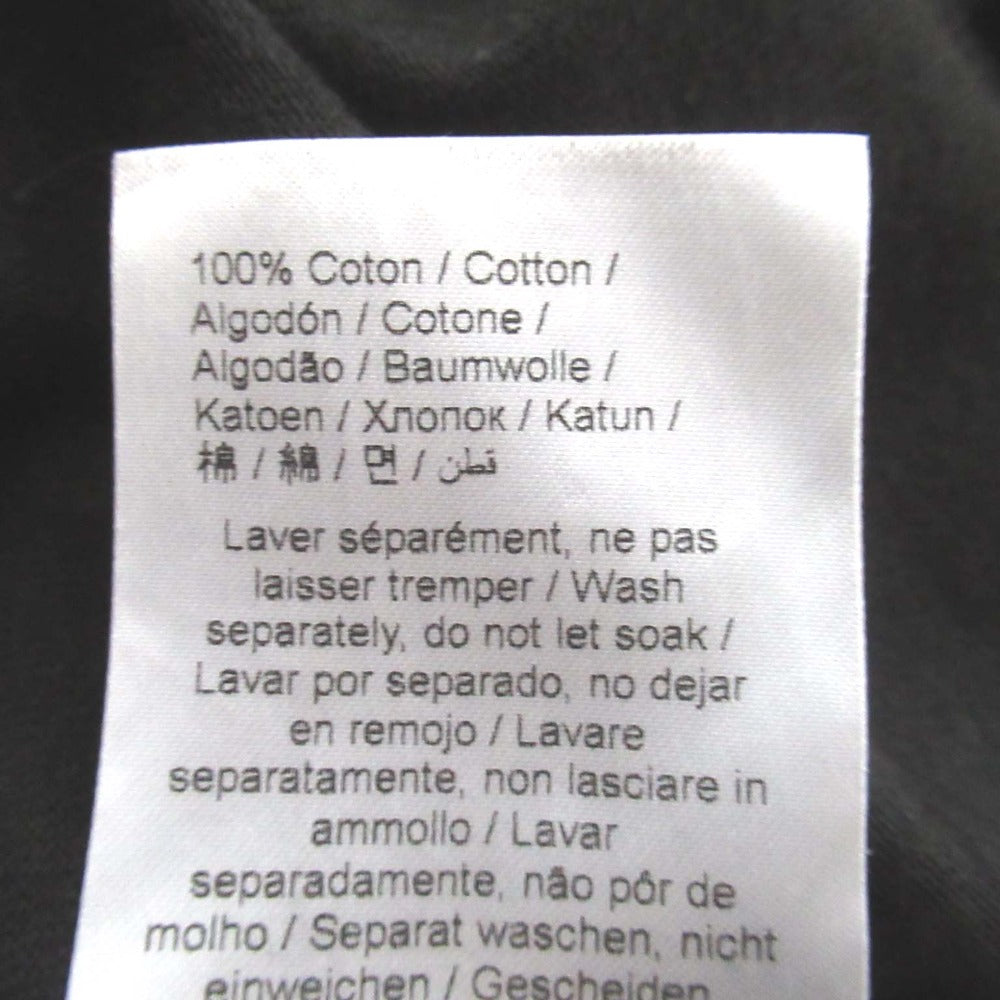 100% Coton / Cotton /
Algodón / Cotone /
Algodão / Baumwolle /
Katoen / Хлопок / Katun /
棉 / 綿 / 면 / قطن
Laver séparément, ne pas
laisser tremper / Wash
separately, do not let soak /
Lavar por separado, no dejar
en remojo / Lavare
separatamente, non lasciare in
ammollo / Lavar
separadamente, não pôr de
molho / Separat waschen, nicht
einweichen / Gescheiden